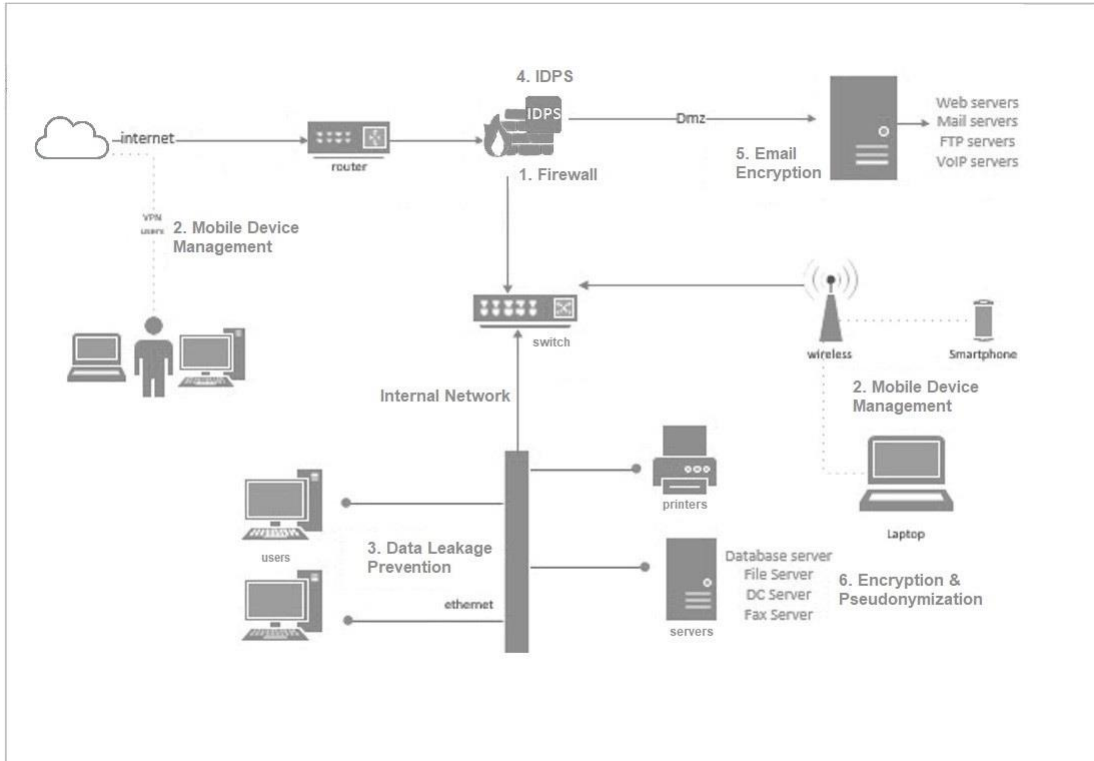 4. IDPS
IDPS
internet
Dmz
Web servers
Mail servers
FTP servers
VoIP servers
router
1. Firewall
5. Email
Encryption
VPN
users
2. Mobile Device
Management
switch
wireless
Smartphone
Internal Network
2. Mobile Device
Management
printers
Laptop
users
3. Data Leakage
Prevention
Database server
File Server
DC Server
Fax Server
6. Encryption &
Pseudonymization
ethernet
servers